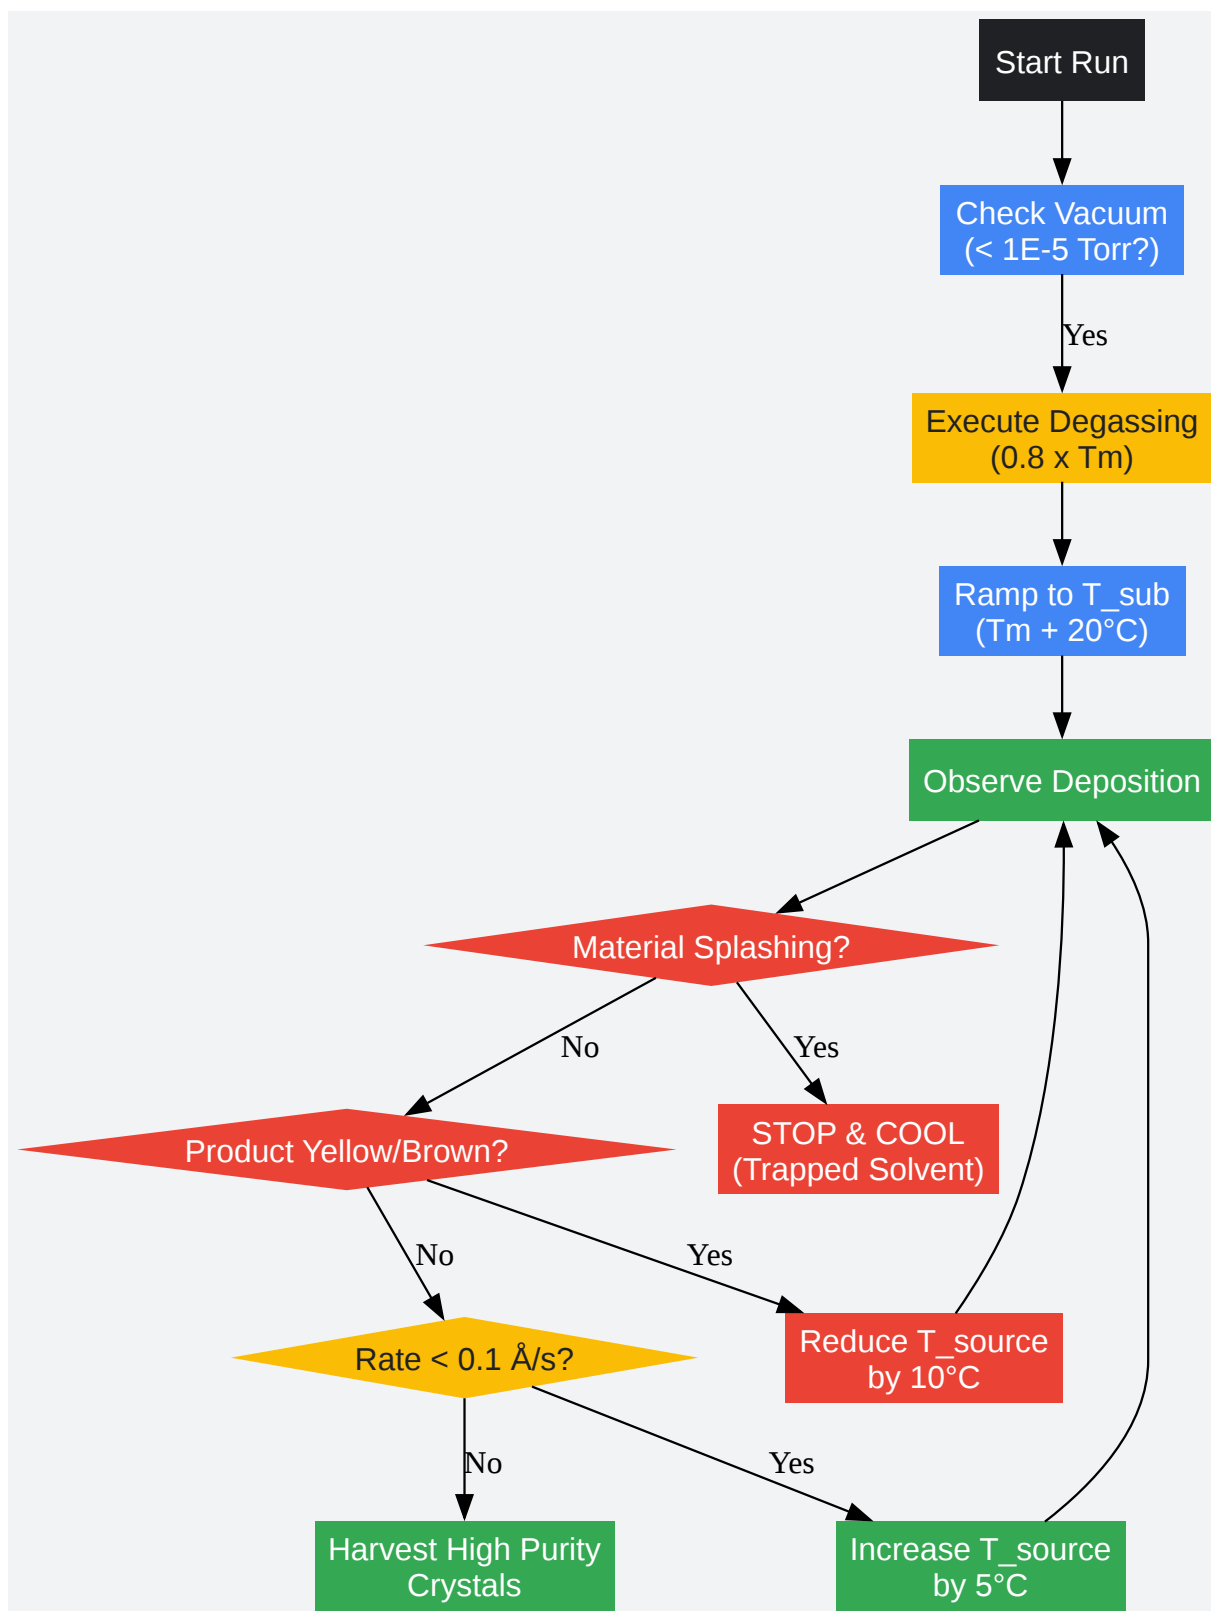 Start Run
Check Vacuum
(< 1E-5 Torr?)
Yes
Execute Degassing
(0.8 x Tm)
Ramp to T_sub
(Tm + 20°C)
Observe Deposition
Material Splashing?
No
Yes
STOP & COOL
(Trapped Solvent)
Product Yellow/Brown?
No
Yes
Reduce T_source
by 10°C
Rate < 0.1 Å/s?
No
Yes
Harvest High Purity
Crystals
Increase T_source
by 5°C